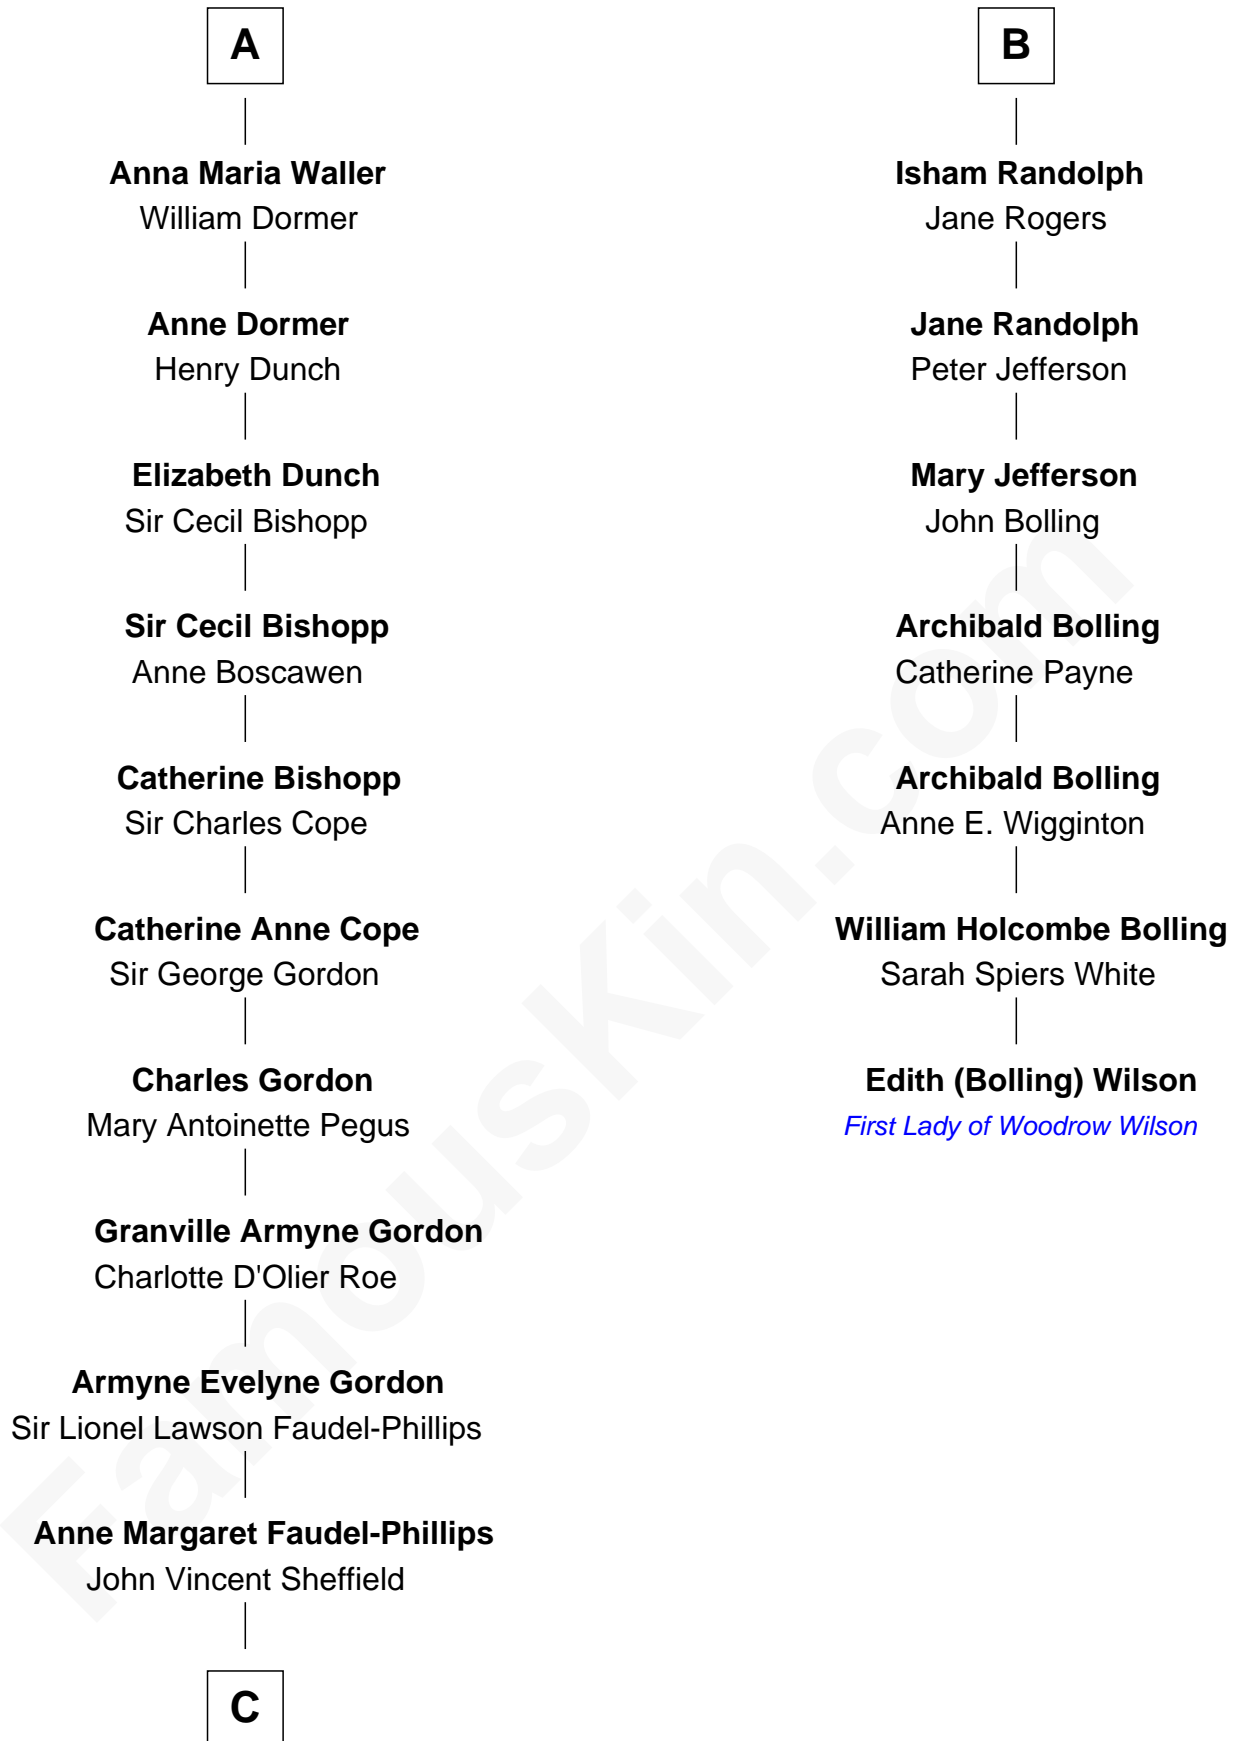 A
Anna Maria Waller
William Dormer
Anne Dormer
Henry Dunch
Elizabeth Dunch
Sir Cecil Bishopp
Sir Cecil Bishopp
Anne Boscawen
Catherine Bishopp
Sir Charles Cope
Catherine Anne Cope
Sir George Gordon
Charles Gordon
Mary Antoinette Pegus
Granville Armyne Gordon
Charlotte D'Olier Roe
Armyne Evelyne Gordon
Sir Lionel Lawson Faudel-Phillips
Anne Margaret Faudel-Phillips
John Vincent Sheffield
C
B
Isham Randolph
Jane Rogers
Jane Randolph
Peter Jefferson
Mary Jefferson
John Bolling
Archibald Bolling
Catherine Payne
Archibald Bolling
Anne E. Wigginton
William Holcombe Bolling
Sarah Spiers White
Edith (Bolling) Wilson
First Lady of Woodrow Wilson
FamousKin.com